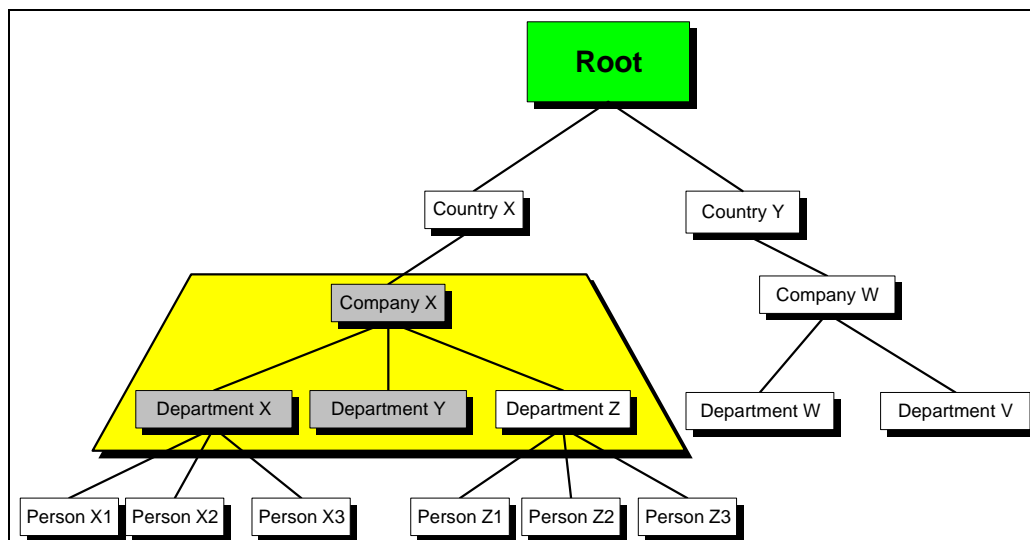 Root
Country X
Country Y
Company X
Company W
Department X
Department Y
Department Z
Department W
Department V
Person X1
Person X2
Person X3
Person Z1
Person Z2
Person Z3